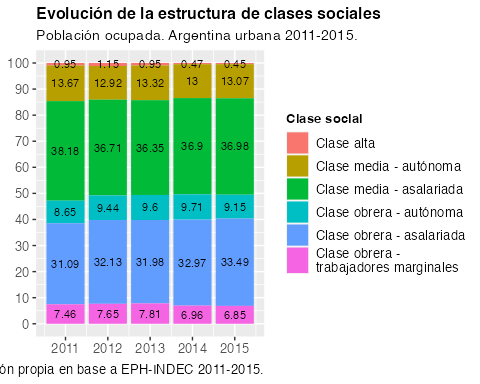 Evolución de la estructura de clases sociales
Población ocupada. Argentina urbana 2011-2015.
100
90
80
70
60
50
40
30
20
10
0
0.95 1.15 0.95 0.47 0.45
13.67 12.92 13.32 13 13.07
38.18 36.71 36.35 36.9 36.98
8.65 9.44 9.6 9.71 9.15
31.09 32.13 31.98 32.97 33.49
7.46 7.65 7.81 6.96 6.85
2011 2012 2013 2014 2015
Clase social
Clase alta
Clase media - autónoma
Clase media - asalariada
Clase obrera - autónoma
Clase obrera - asalariada
Clase obrera -
trabajadores marginales
ón propia en base a EPH-INDEC 2011-2015.